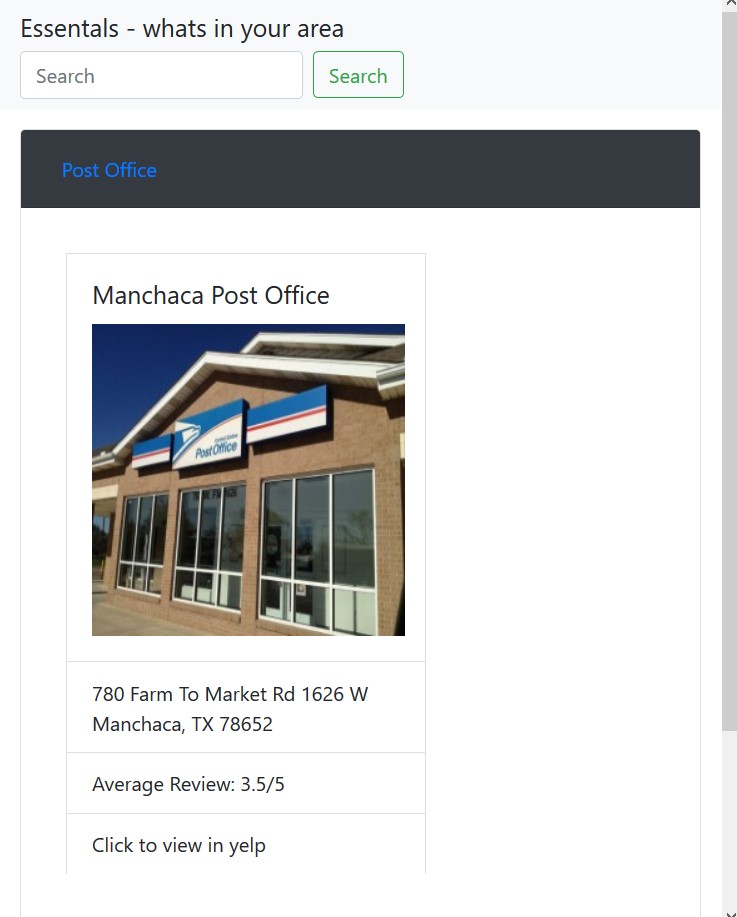 Essentals - whats in your area
Search
Search
Post Office
Manchaca Post Office
Post Office
780 Farm To Market Rd 1626 W
Manchaca, TX 78652
Average Review: 3.5/5
Click to view in yelp